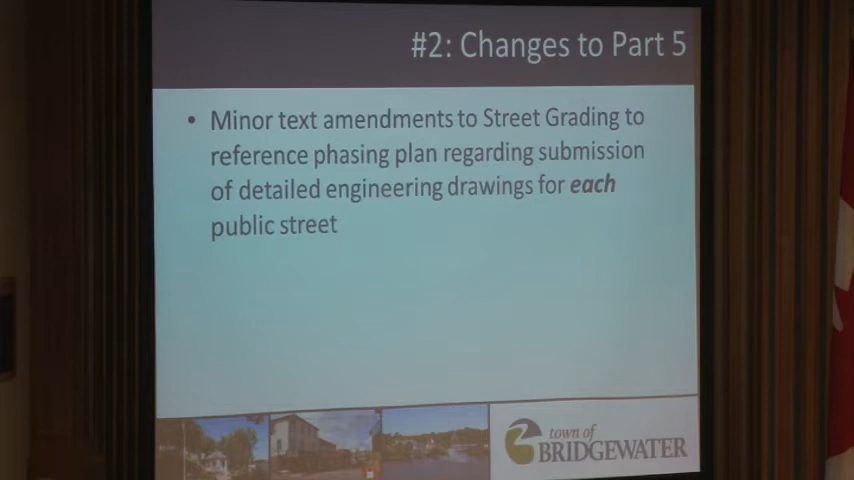 #2: Changes to Part 5
• Minor text amendments to Street Grading to
reference phasing plan regarding submission
of detailed engineering drawings for each
public street
town of
BRIDGEWATER